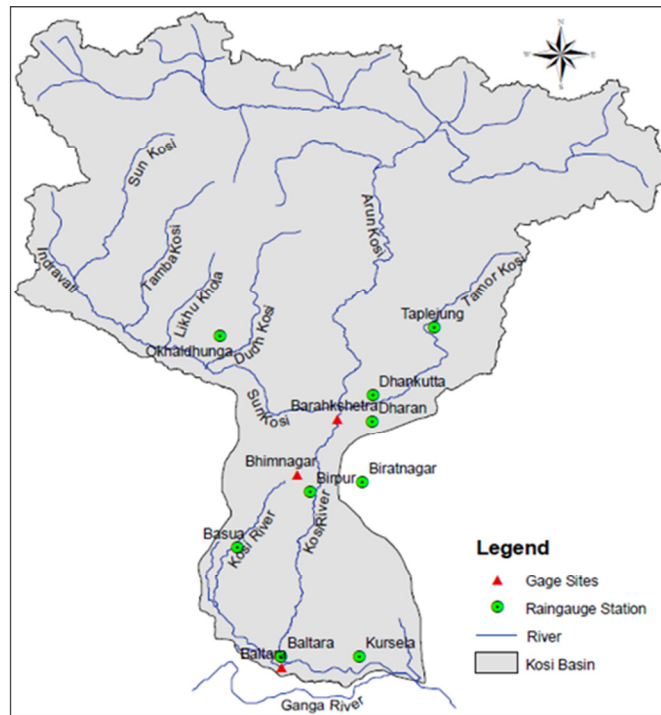 N
W
E
S
Sun Kosi
Arun Kosi
Indravati
Tamba Kosi
Likhu Khola
Dudh Kosi
Tamor Kosi
Taplejung
Okhaldhunga
Dhankutta
Sun Kosi
Barahkshetra
Dharan
Bhimnagar
Biratnagar
Birpur
Kosi River
Basua
Kosi River
Legend
Gage Sites
Raingauge Station
River
Kosi Basin
Baltara
Baltara
Kursela
Ganga River